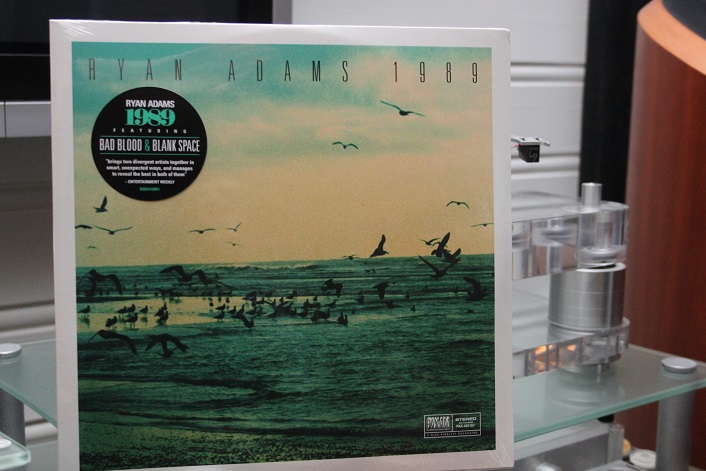 RYAN ADAMS 1989
RYAN ADAMS
1989
FEATURING
BAD BLOOD & BLANK SPACE
"brings two divergent artists together in
smart, unexpected ways, and manages
to reveal the best in both of them"
- ENTERTAINMENT WEEKLY
PAXAM
STEREO